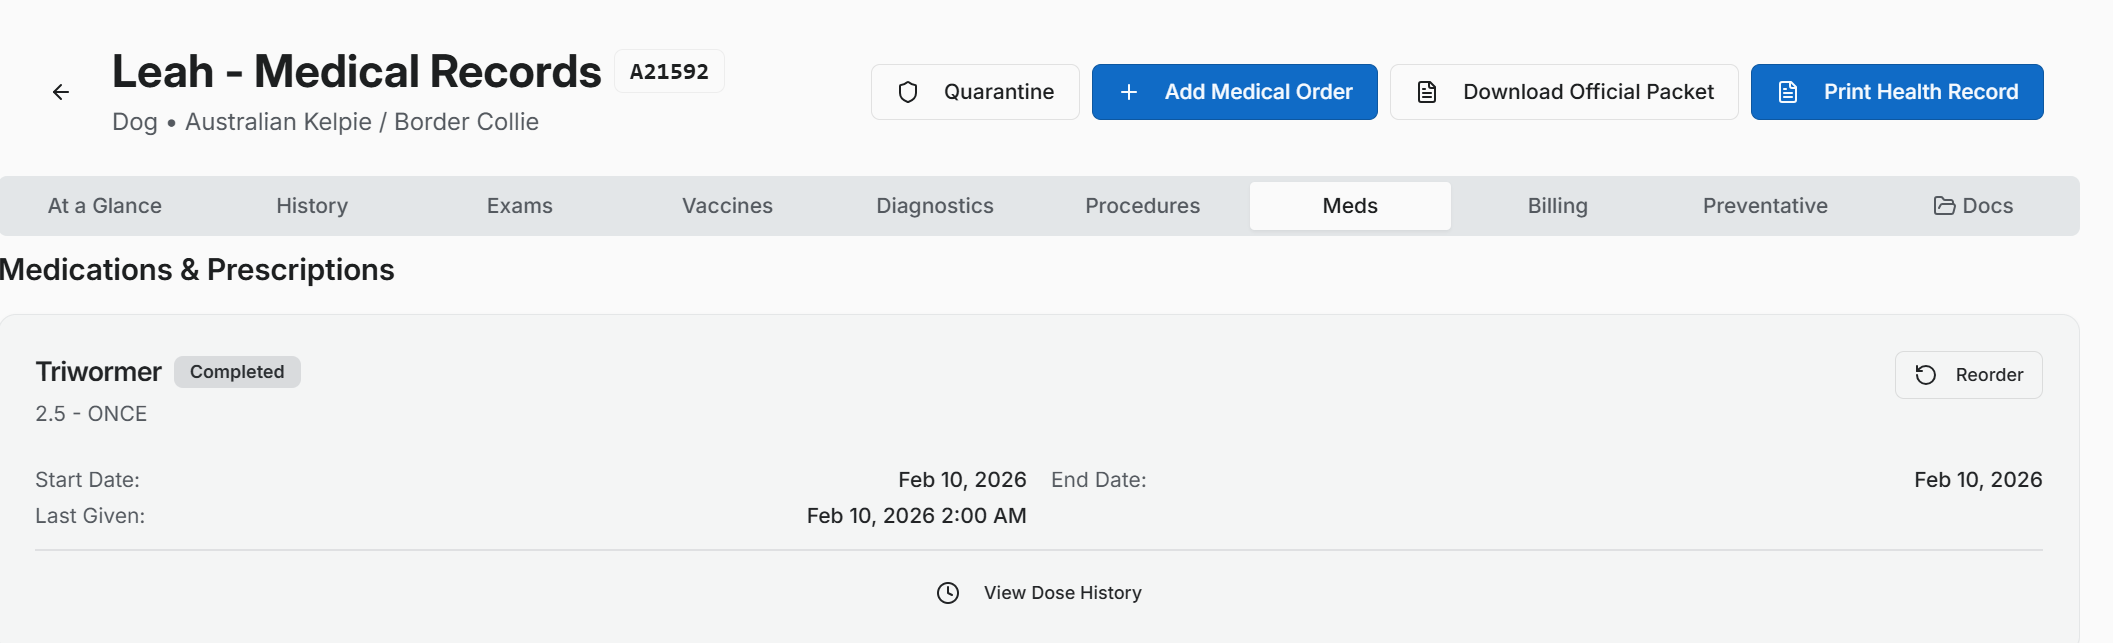 Leah - Medical Records A21592
Dog • Australian Kelpie / Border Collie
Quarantine
Add Medical Order
Download Official Packet
Print Health Record
At a Glance
History
Exams
Vaccines
Diagnostics
Procedures
Meds
Billing
Preventative
Docs
Medications & Prescriptions
Triwormer Completed
2.5 - ONCE
Reorder
Start Date: Feb 10, 2026
End Date: Feb 10, 2026
Last Given: Feb 10, 2026 2:00 AM
View Dose History